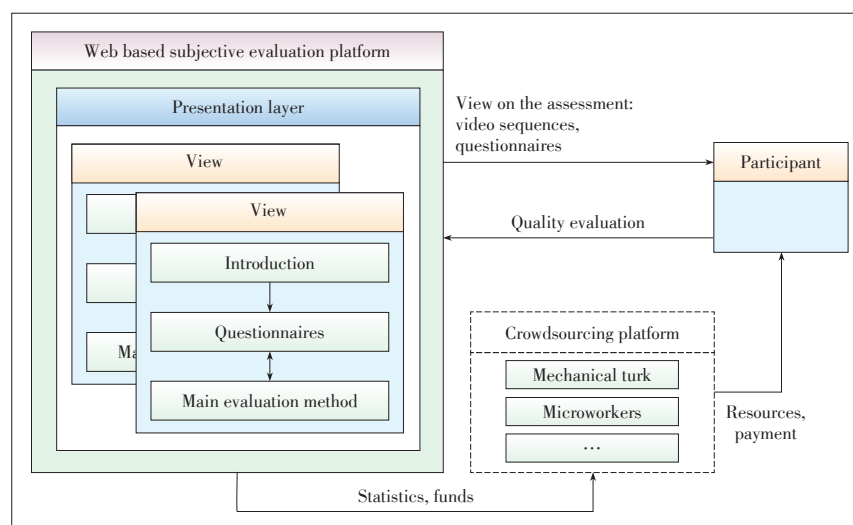 Web based subjective evaluation platform
Presentation layer
View
Ma
View
Introduction
Questionnaires
Main evaluation method
View on the assessment:
video sequences,
questionnaires
Participant
Quality evaluation
Crowdsourcing platform
Mechanical turk
Microworkers
...
Resources,
payment
Statistics, funds